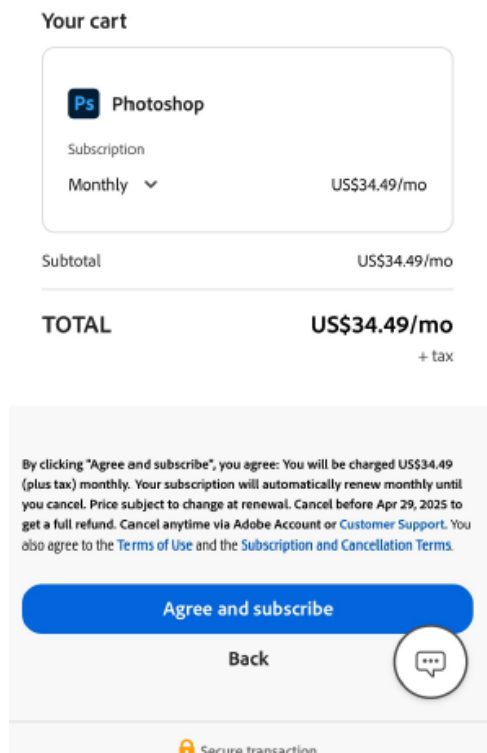 Your cart
Ps Photoshop
Subscription
Monthly US$34.49/mo
Subtotal US$34.49/mo
TOTAL US$34.49/mo
+ tax
By clicking "Agree and subscribe", you agree: You will be charged US$34.49
(plus tax) monthly. Your subscription will automatically renew monthly until
you cancel. Price subject to change at renewal. Cancel before Apr 29, 2025 to
get a full refund. Cancel anytime via Adobe Account or Customer Support. You
also agree to the Terms of Use and the Subscription and Cancellation Terms.
Agree and subscribe
Back
Secure transaction